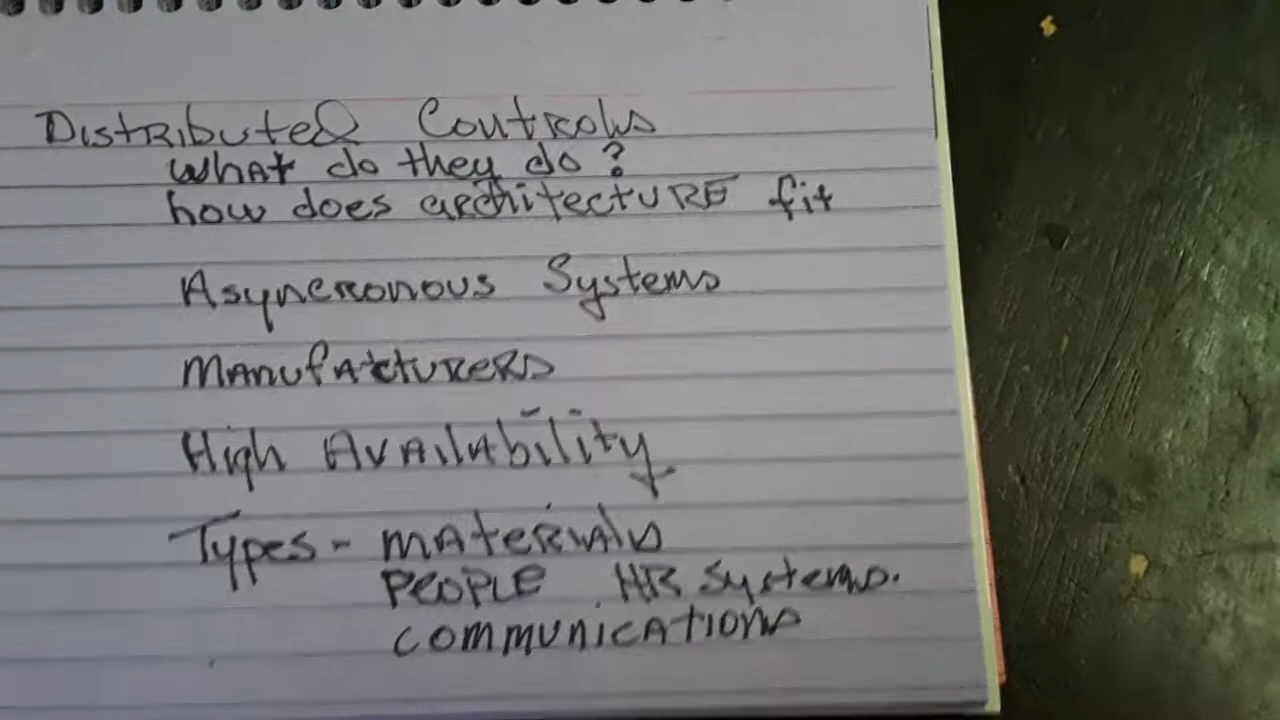 Distributed Controls
what do they do?
how does architecture fit
Asyncronous Systems
Manufacturers
High Availability
Types - materials
People HR Systems.
communications